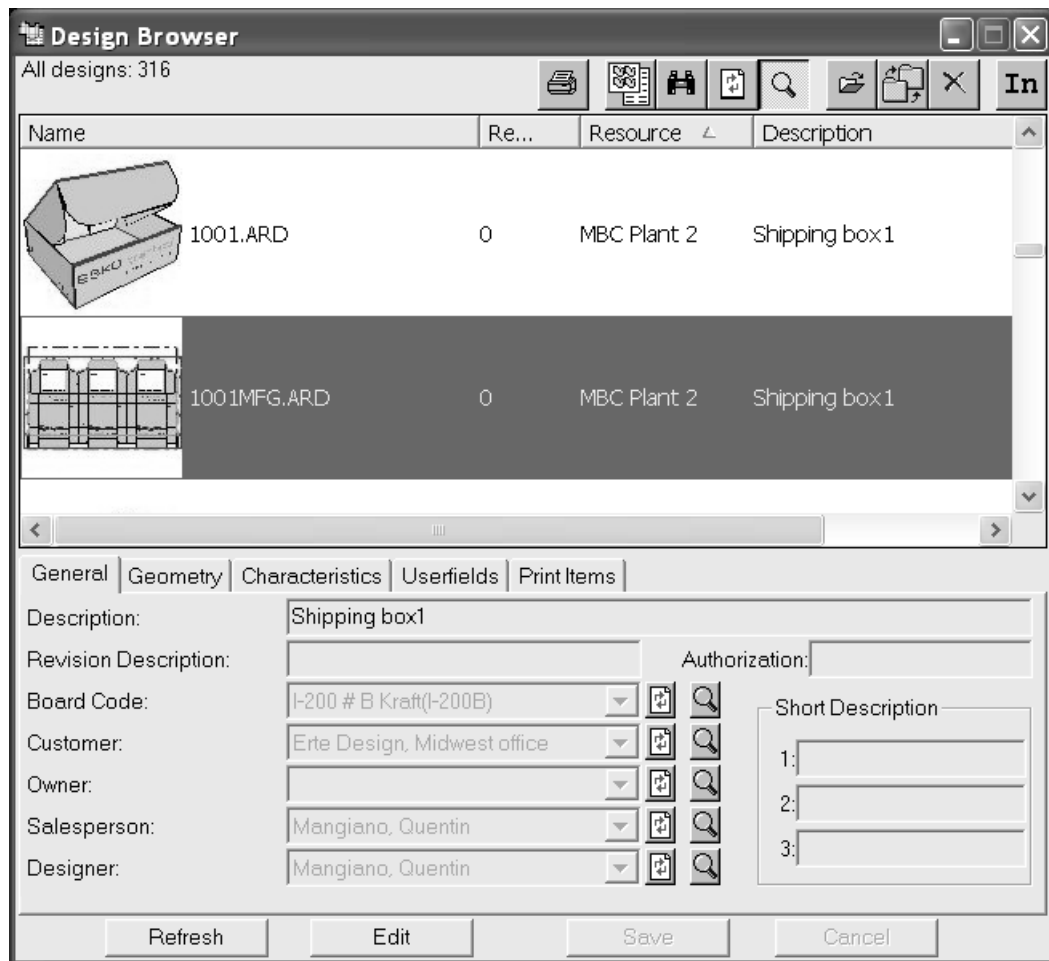 Design Browser
All designs: 316
In
Name Re... Resource Description
1001.ARD 0 MBC Plant 2 Shipping box1
ESKO
1001MFG.ARD 0 MBC Plant 2 Shipping box1
General Geometry Characteristics Userfields Print Items
Description: Shipping box1
Revision Description: Authorization:
Board Code: I-200 # B Kraft(I-200B) Short Description
Customer: Erte Design, Midwest office 1:
Owner: 2:
Salesperson: Mangiano, Quentin 3:
Designer: Mangiano, Quentin
Refresh Edit Save Cancel